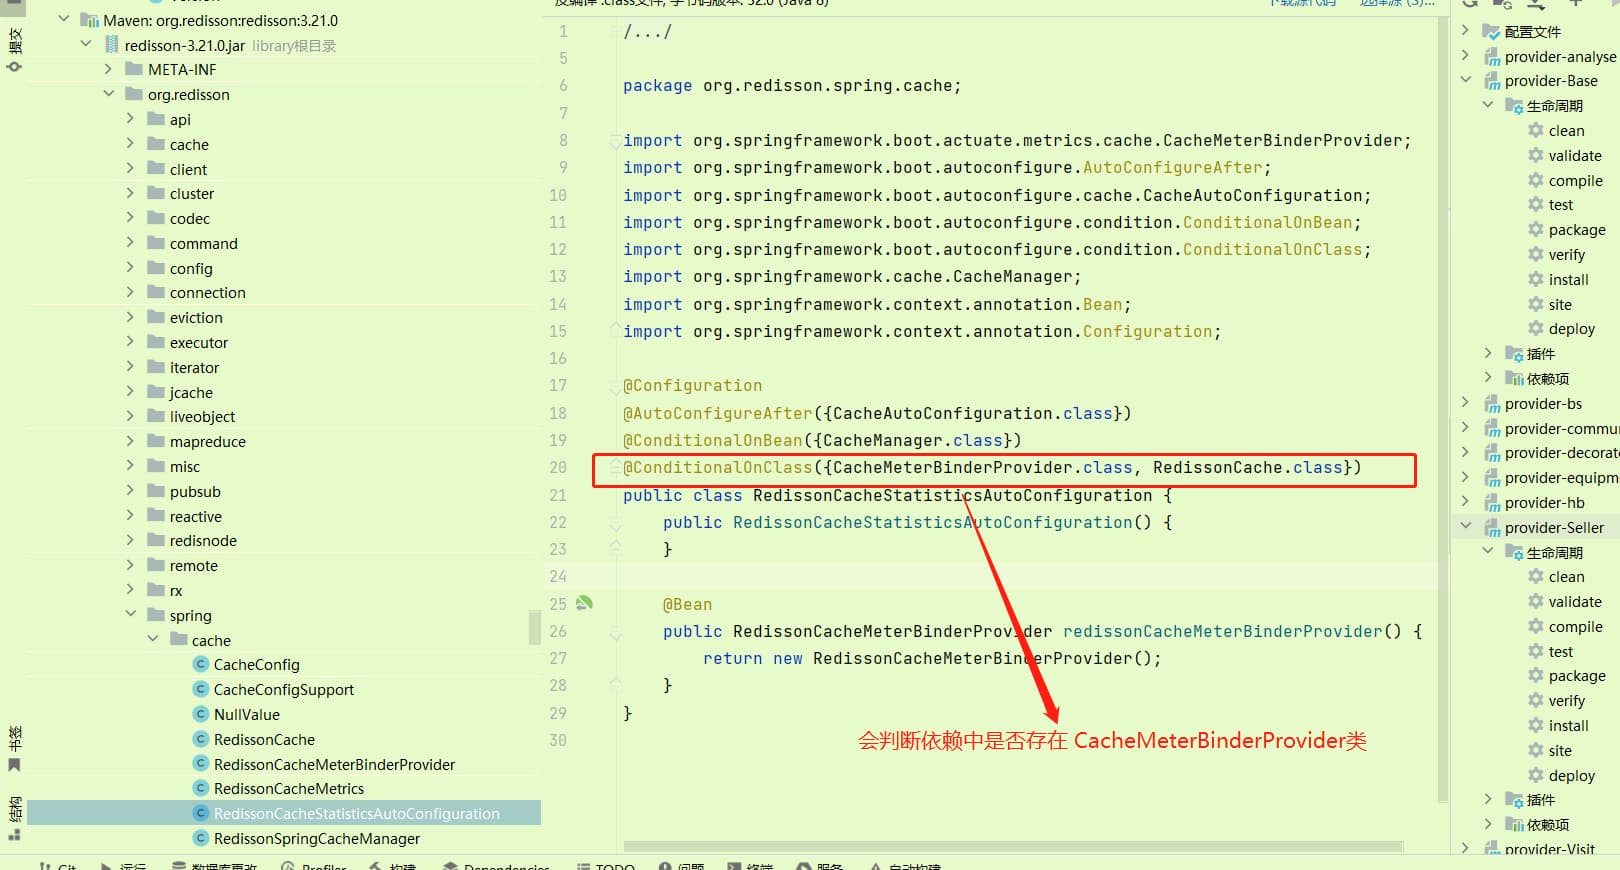 提交
书签
结构
Maven: org.redisson:redisson:3.21.0
redisson-3.21.0.jar library根目录
META-INF
org.redisson
api
cache
client
cluster
codec
command
config
connection
eviction
executor
iterator
jcache
liveobject
mapreduce
misc
pubsub
reactive
redisnode
remote
rx
spring
cache
CacheConfig
CacheConfigSupport
NullValue
RedissonCache
RedissonCacheMeterBinderProvider
RedissonCacheMetrics
RedissonCacheStatisticsAutoConfiguration
RedissonSpringCacheManager
反编译 .class文件, 字节码版本: 52.0 (Java 8) 下载源代码 选择源 (S)...
1 /.../
5
6 package org.redisson.spring.cache;
7
8 import org.springframework.boot.actuate.metrics.cache.CacheMeterBinderProvider;
9 import org.springframework.boot.autoconfigure.AutoConfigureAfter;
10 import org.springframework.boot.autoconfigure.cache.CacheAutoConfiguration;
11 import org.springframework.boot.autoconfigure.condition.ConditionalOnBean;
12 import org.springframework.boot.autoconfigure.condition.ConditionalOnClass;
13 import org.springframework.cache.CacheManager;
14 import org.springframework.context.annotation.Bean;
15 import org.springframework.context.annotation.Configuration;
16
17 @Configuration
18 @AutoConfigureAfter({CacheAutoConfiguration.class})
19 @ConditionalOnBean({CacheManager.class})
20 @ConditionalOnClass({CacheMeterBinderProvider.class, RedissonCache.class})
21 public class RedissonCacheStatisticsAutoConfiguration {
22 public RedissonCacheStatisticsAutoConfiguration() {
23 }
24
25 @Bean
26 public RedissonCacheMeterBinderProvider redissonCacheMeterBinderProvider() {
27 return new RedissonCacheMeterBinderProvider();
28 }
29 }
30
会判断依赖中是否存在 CacheMeterBinderProvider类
配置文件
provider-analyse
provider-Base
生命周期
clean
validate
compile
test
package
verify
install
site
deploy
插件
依赖项
provider-bs
provider-commu
provider-decorate
provider-equipm
provider-hb
provider-Seller
生命周期
clean
validate
compile
test
package
verify
install
site
deploy
插件
依赖项
provider-Visit
Git 运行 数据库更改 Profiler 构建 Dependencies TODO 问题 终端 服务 自动构建